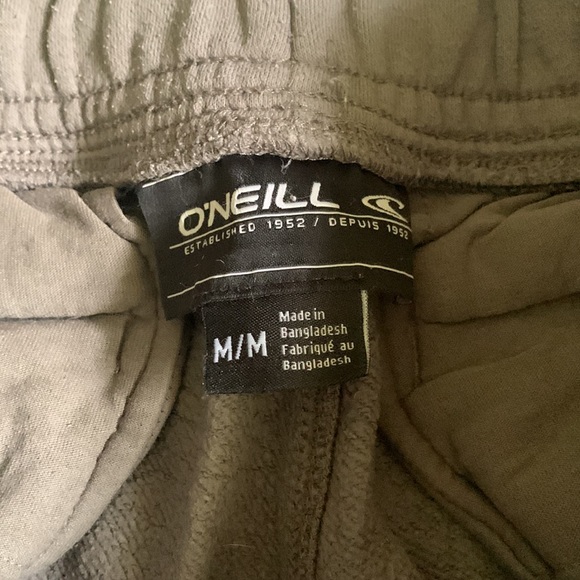 O'NEILL
ESTABLISHED 1952 / DEPUIS 1952
M/M
Made in
Bangladesh
Fabriqué au
Bangladesh